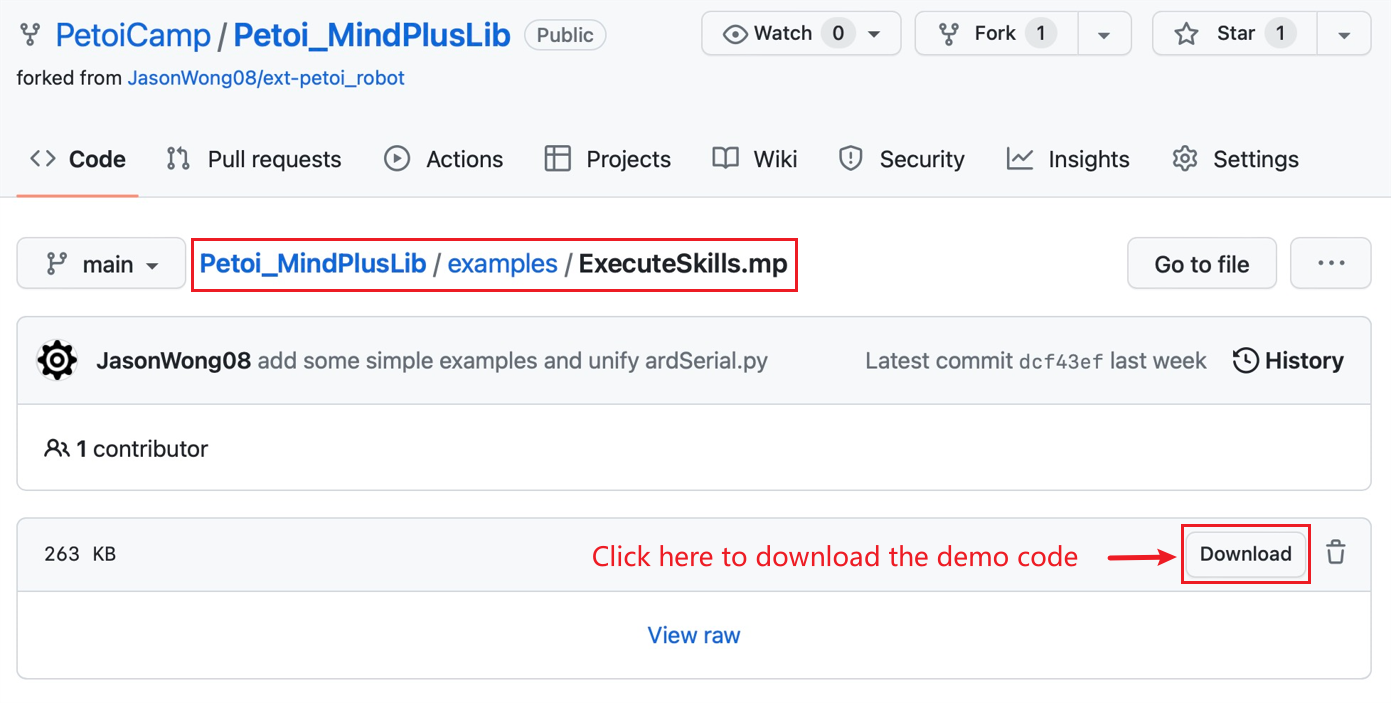 PetoiCamp / Petoi_MindPlusLib Public Watch 0 Fork 1 Star 1
forked from JasonWong08/ext-petoi_robot
Code Pull requests Actions Projects Wiki Security Insights Settings
main Petoi_MindPlusLib / examples / ExecuteSkills.mp Go to file ...
JasonWong08 add some simple examples and unify ardSerial.py Latest commit dcf43ef last week History
1 contributor
263 KB Click here to download the demo code Download
View raw